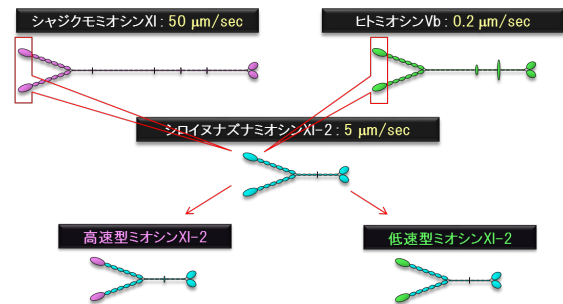 シャジクモミオシンXI : 50 μm/sec
ヒトミオシンVb : 0.2 μm/sec
シロイヌナズナミオシンXI-2 : 5 μm/sec
高速型ミオシンXI-2
低速型ミオシンXI-2